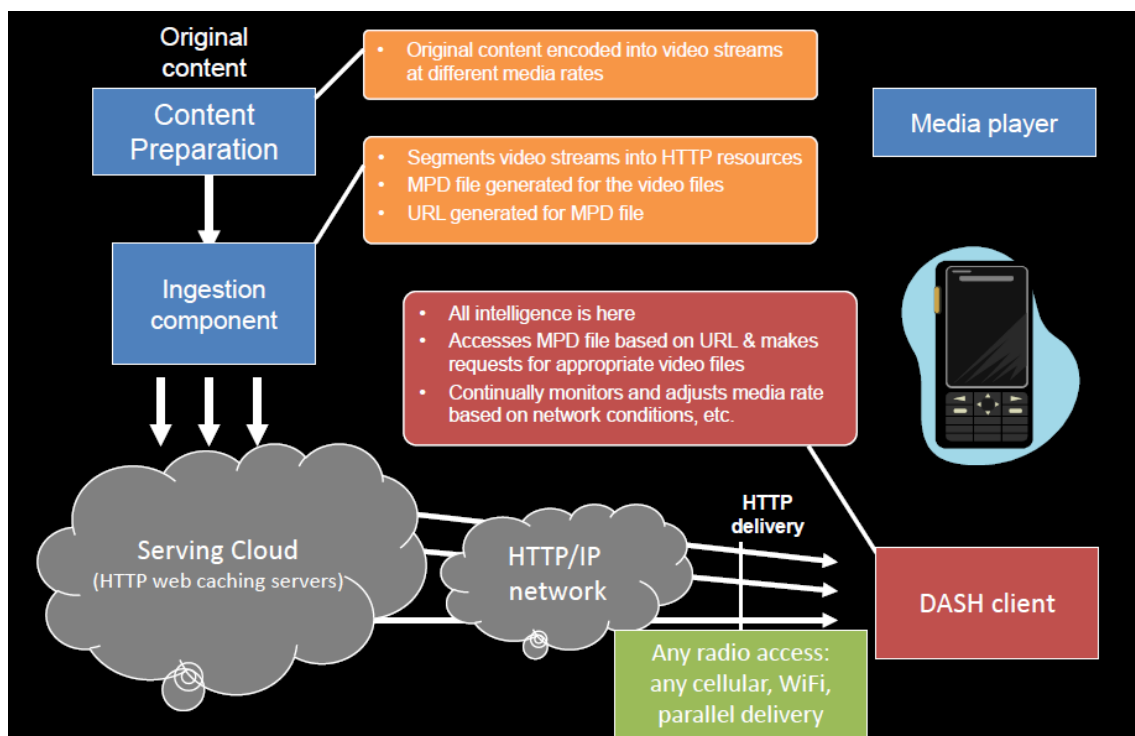 Original
content
Content
Preparation
• Original content encoded into video streams
at different media rates
Media player
• Segments video streams into HTTP resources
• MPD file generated for the video files
• URL generated for MPD file
Ingestion
component
• All intelligence is here
• Accesses MPD file based on URL & makes
requests for appropriate video files
• Continually monitors and adjusts media rate
based on network conditions, etc.
Serving Cloud
(HTTP web caching servers)
HTTP/IP
network
HTTP
delivery
DASH client
Any radio access:
any cellular, WiFi,
parallel delivery